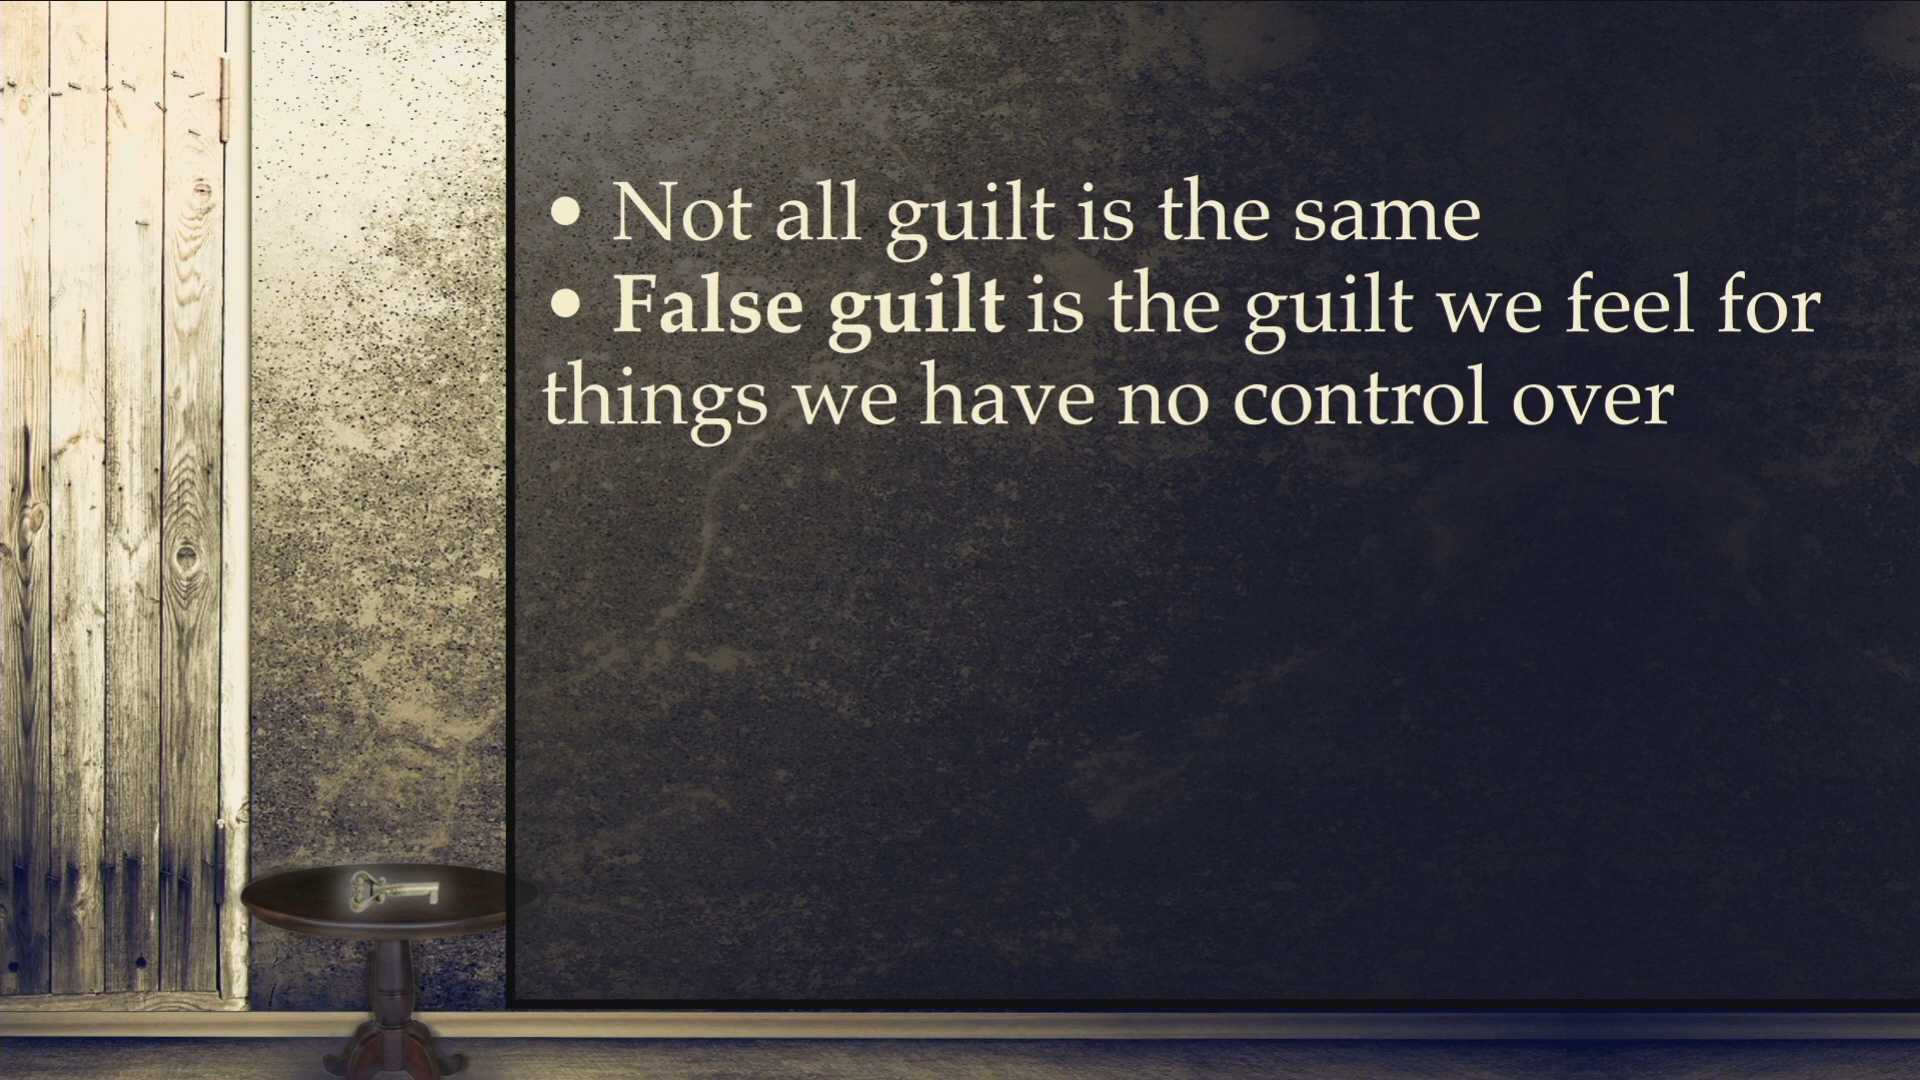 • Not all guilt is the same
• False guilt is the guilt we feel for
things we have no control over